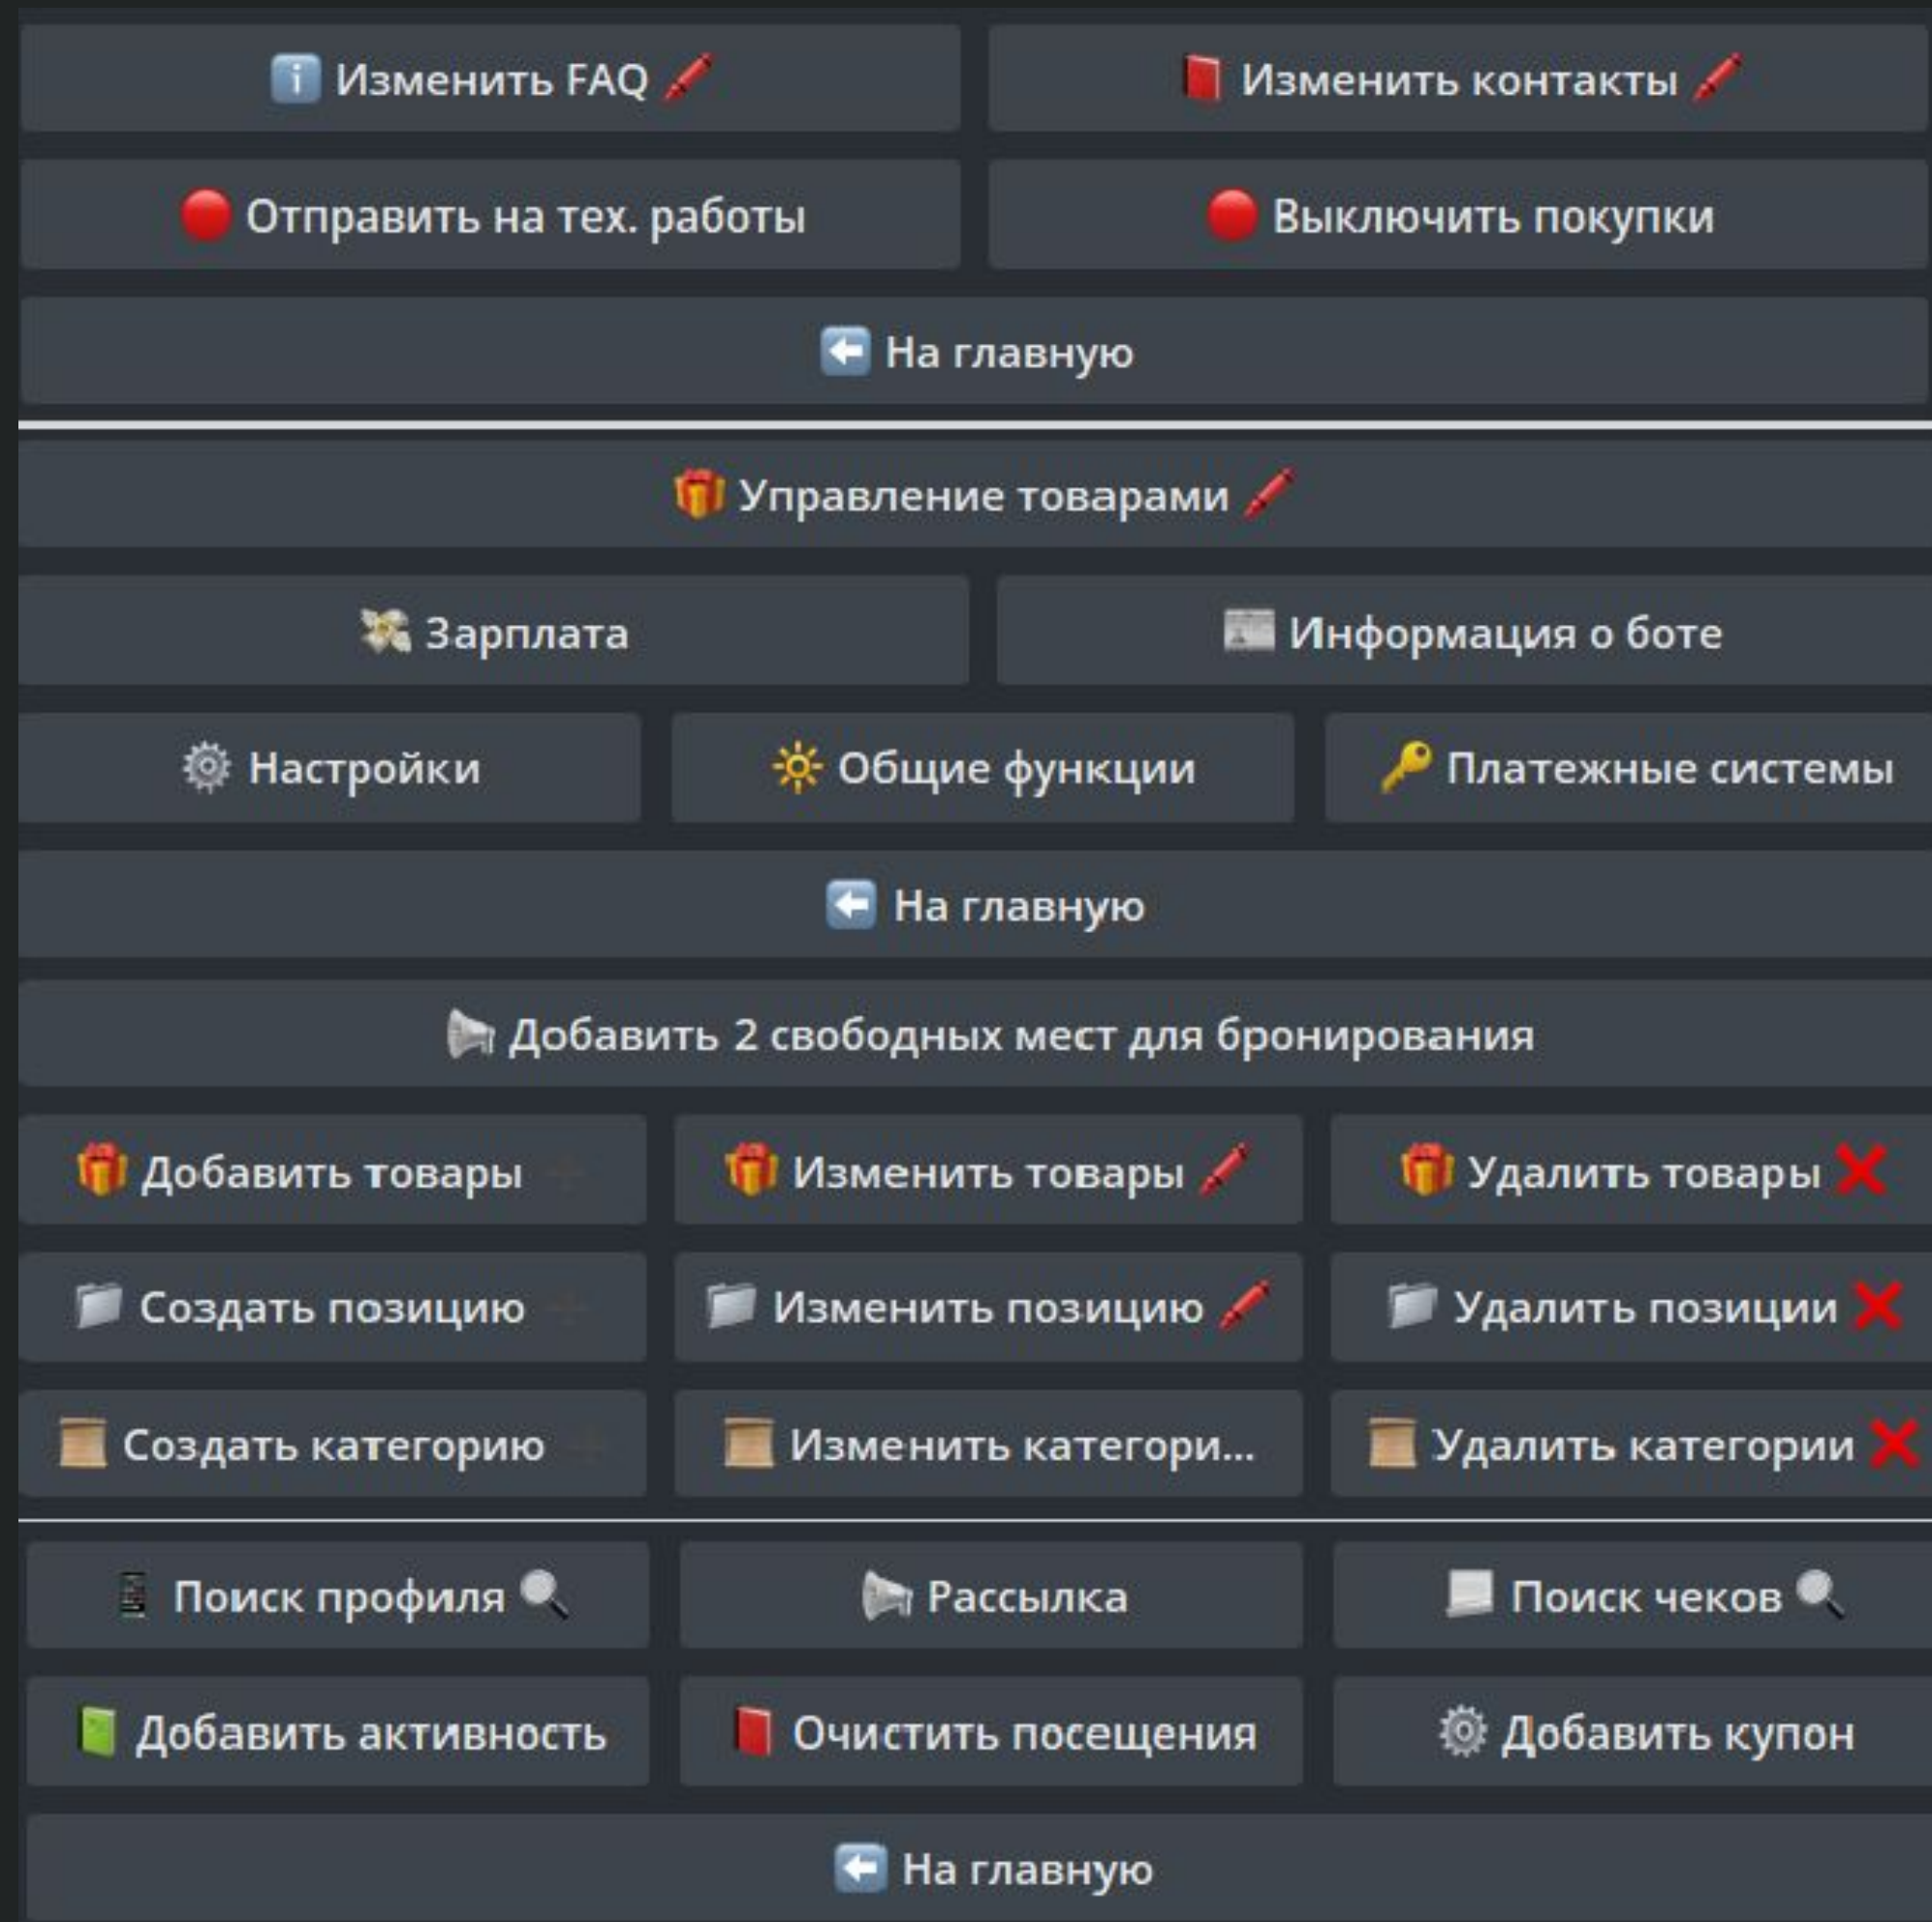 Изменить FAQ
Изменить контакты
Отправить на тех. работы
Выключить покупки
На главную
Управление товарами
Зарплата
Информация о боте
Настройки
Общие функции
Платежные системы
На главную
Добавить 2 свободных мест для бронирования
Добавить товары
Изменить товары
Удалить товары
Создать позицию
Изменить позицию
Удалить позиции
Создать категорию
Изменить категори...
Удалить категории
Поиск профиля
Рассылка
Поиск чеков
Добавить активность
Очистить посещения
Добавить купон
На главную